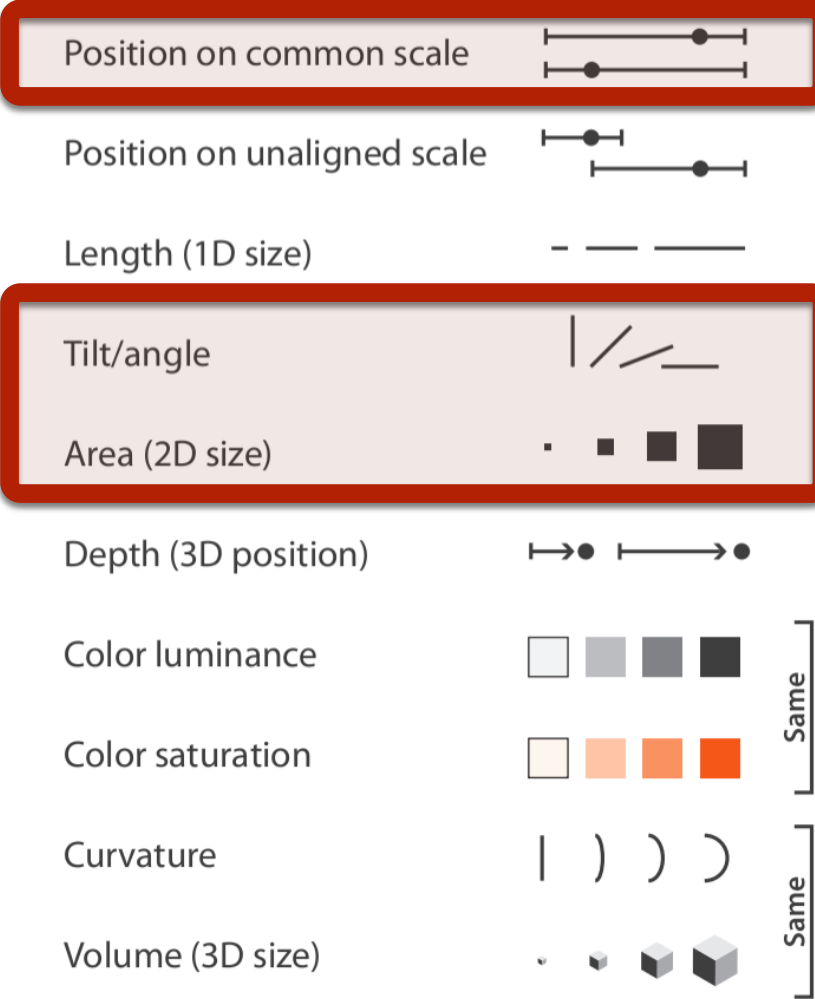 Position on common scale
Position on unaligned scale
Length (1D size)
Tilt/angle
Area (2D size)
Depth (3D position)
Color luminance
Color saturation
Same
Curvature
Volume (3D size)
Same